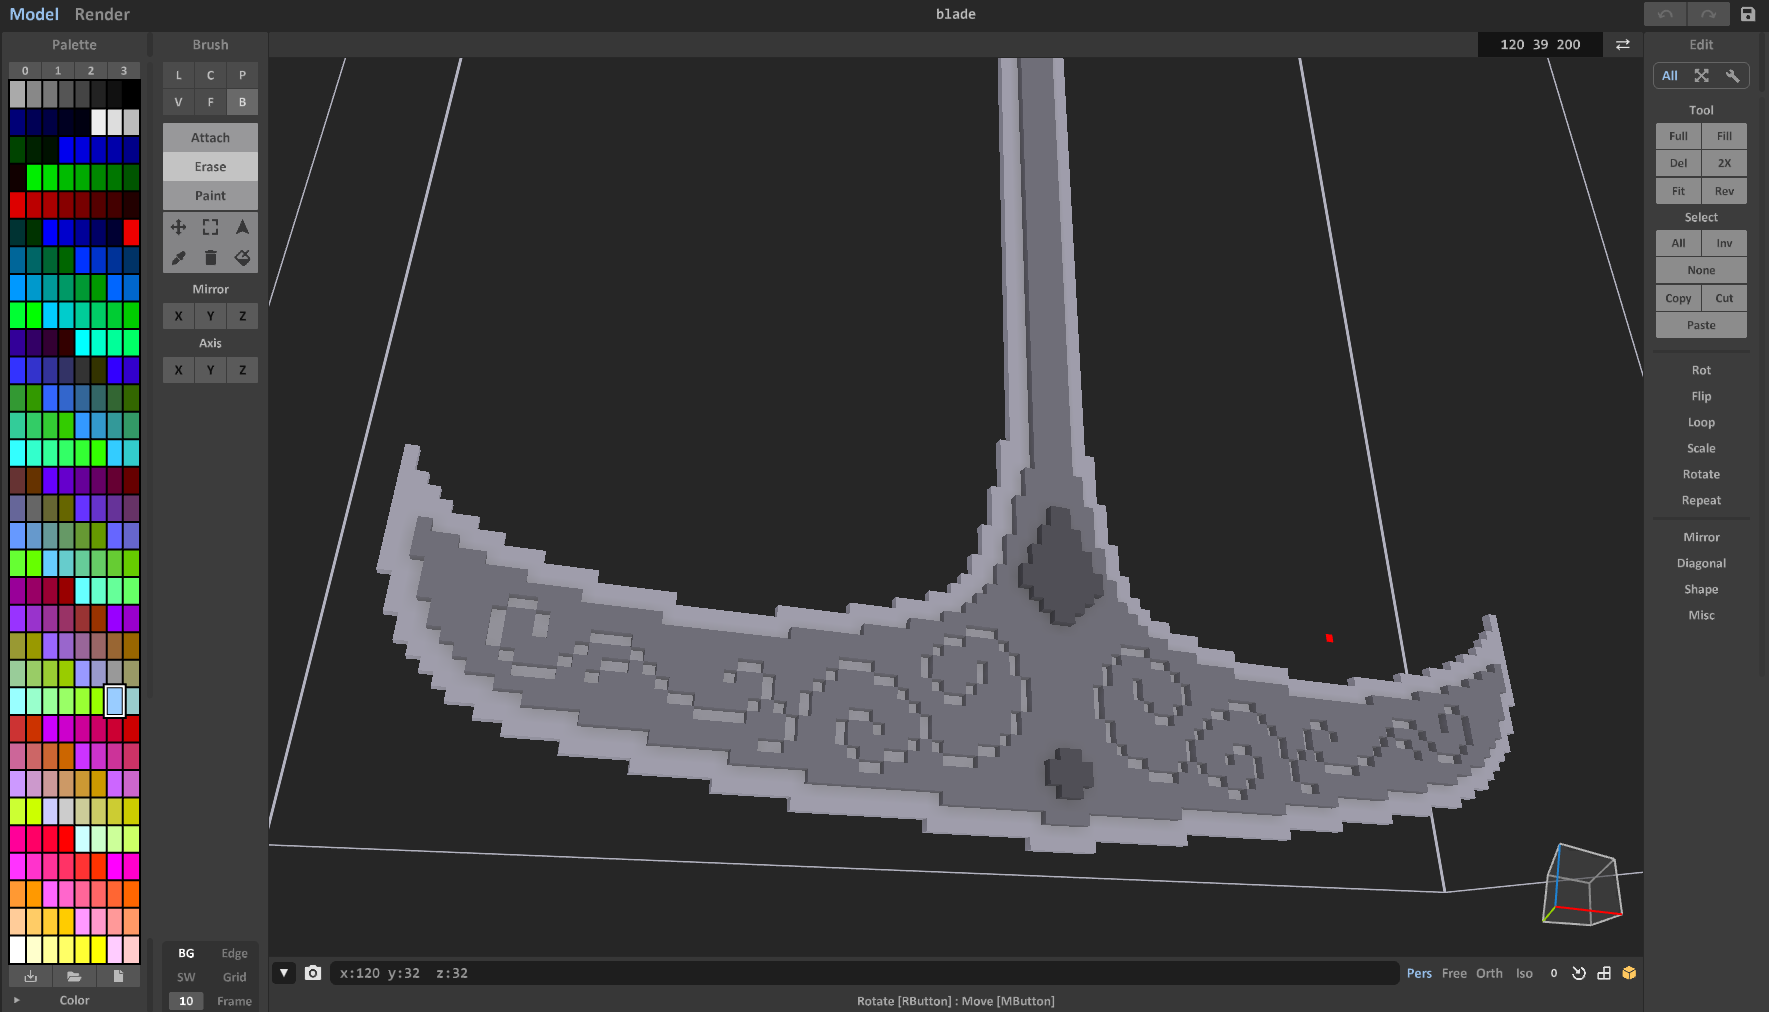 Model Render
blade
Palette
Brush
120 39 200
Edit
0 1 2 3
L C P
V F B
All
Attach
Erase
Paint
Tool
Full Fill
Del 2X
Fit Rev
Select
All Inv
None
Copy Cut
Paste
Mirror
X Y Z
Axis
X Y Z
Rot
Flip
Loop
Scale
Rotate
Repeat
Mirror
Diagonal
Shape
Misc
BG Edge
SW Grid
10 Frame
Color
x:120 y:32 z:32
Pers Free Orth Iso 0
Rotate [RButton] : Move [MButton]